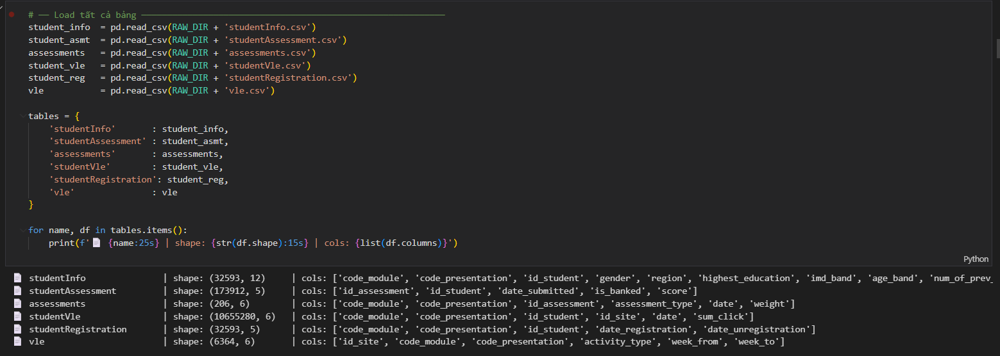 # —— Load tất cả bảng ——————————————————————————————
student_info  = pd.read_csv(RAW_DIR + 'studentInfo.csv')
student_asmt  = pd.read_csv(RAW_DIR + 'studentAssessment.csv')
assessments   = pd.read_csv(RAW_DIR + 'assessments.csv')
student_vle   = pd.read_csv(RAW_DIR + 'studentVle.csv')
student_reg   = pd.read_csv(RAW_DIR + 'studentRegistration.csv')
vle           = pd.read_csv(RAW_DIR + 'vle.csv')
tables = {
    'studentInfo'       : student_info,
    'studentAssessment' : student_asmt,
    'assessments'       : assessments,
    'studentVle'        : student_vle,
    'studentRegistration': student_reg,
    'vle'               : vle
}
for name, df in tables.items():
    print(f'📄 {name:25s} | shape: {str(df.shape):15s} | cols: {list(df.columns)}')
Python
📄 studentInfo               | shape: (32593, 12)     | cols: ['code_module', 'code_presentation', 'id_student', 'gender', 'region', 'highest_education', 'imd_band', 'age_band', 'num_of_prev_
📄 studentAssessment         | shape: (173912, 5)     | cols: ['id_assessment', 'id_student', 'date_submitted', 'is_banked', 'score']
📄 assessments               | shape: (206, 6)        | cols: ['code_module', 'code_presentation', 'id_assessment', 'assessment_type', 'date', 'weight']
📄 studentVle                | shape: (10655280, 6)   | cols: ['code_module', 'code_presentation', 'id_student', 'id_site', 'date', 'sum_click']
📄 studentRegistration       | shape: (32593, 5)      | cols: ['code_module', 'code_presentation', 'id_student', 'date_registration', 'date_unregistration']
📄 vle                       | shape: (6364, 6)       | cols: ['id_site', 'code_module', 'code_presentation', 'activity_type', 'week_from', 'week_to']